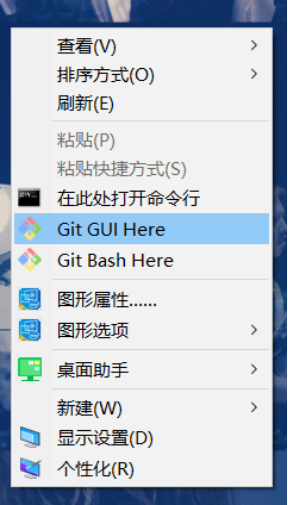 查看(V)
排序方式(O)
刷新(E)
粘贴(P)
粘贴快捷方式(S)
在此处打开命令行
Git GUI Here
Git Bash Here
图形属性……
图形选项
桌面助手
新建(W)
显示设置(D)
个性化(R)